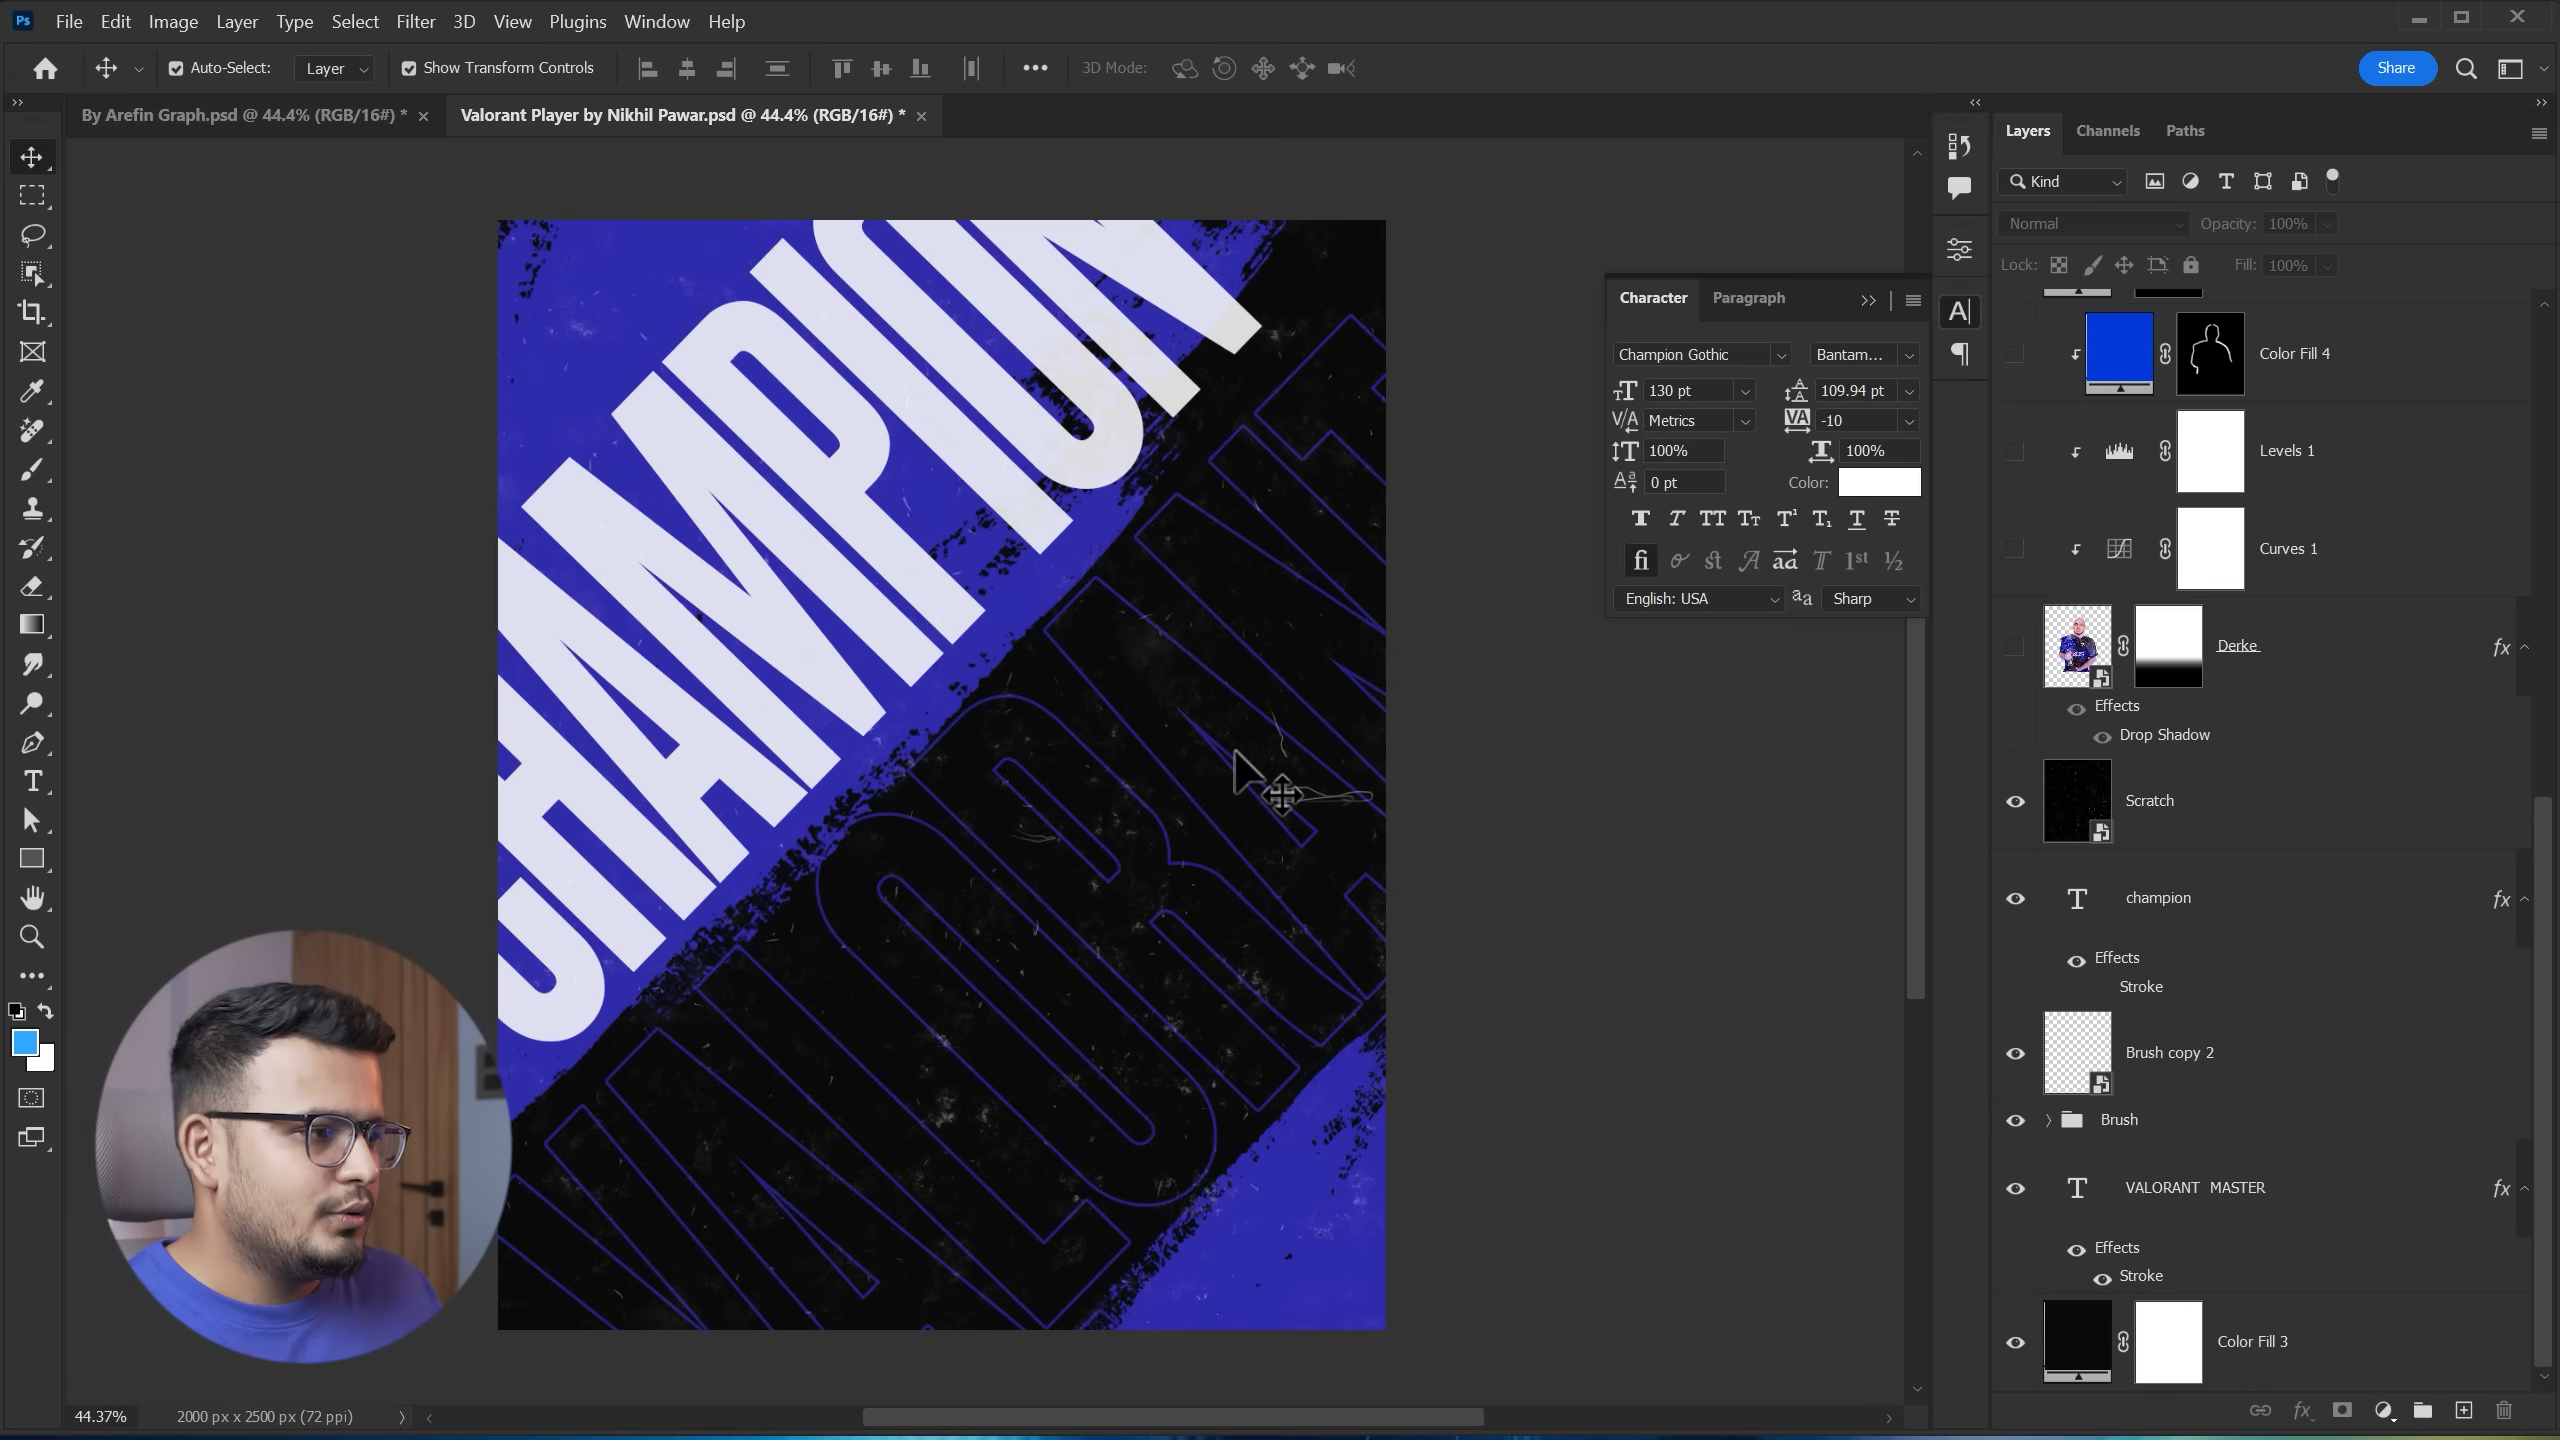 Ps File Edit Image Layer Type Select Filter 3D View Plugins Window Help
Auto-Select: Layer Show Transform Controls 3D Mode: Share
By Arefin Graph.psd @ 44.4% (RGB/16#) *
Valorant Player by Nikhil Pawar.psd @ 44.4% (RGB/16#) *
Layers Channels Paths
Kind
Normal Opacity: 100%
Lock: Fill: 100%
Color Fill 4
Levels 1
Curves 1
Derke
Effects
Drop Shadow
Scratch
champion
Effects
Stroke
Brush copy 2
Brush
VALORANT MASTER
Effects
Stroke
Color Fill 3
Character Paragraph
Champion Gothic Bantam...
130 pt 109.94 pt
Metrics -10
100% 100%
0 pt Color:
English: USA Sharp
CHAMPION
VALORANT
44.37% 2000 px x 2500 px (72 ppi)